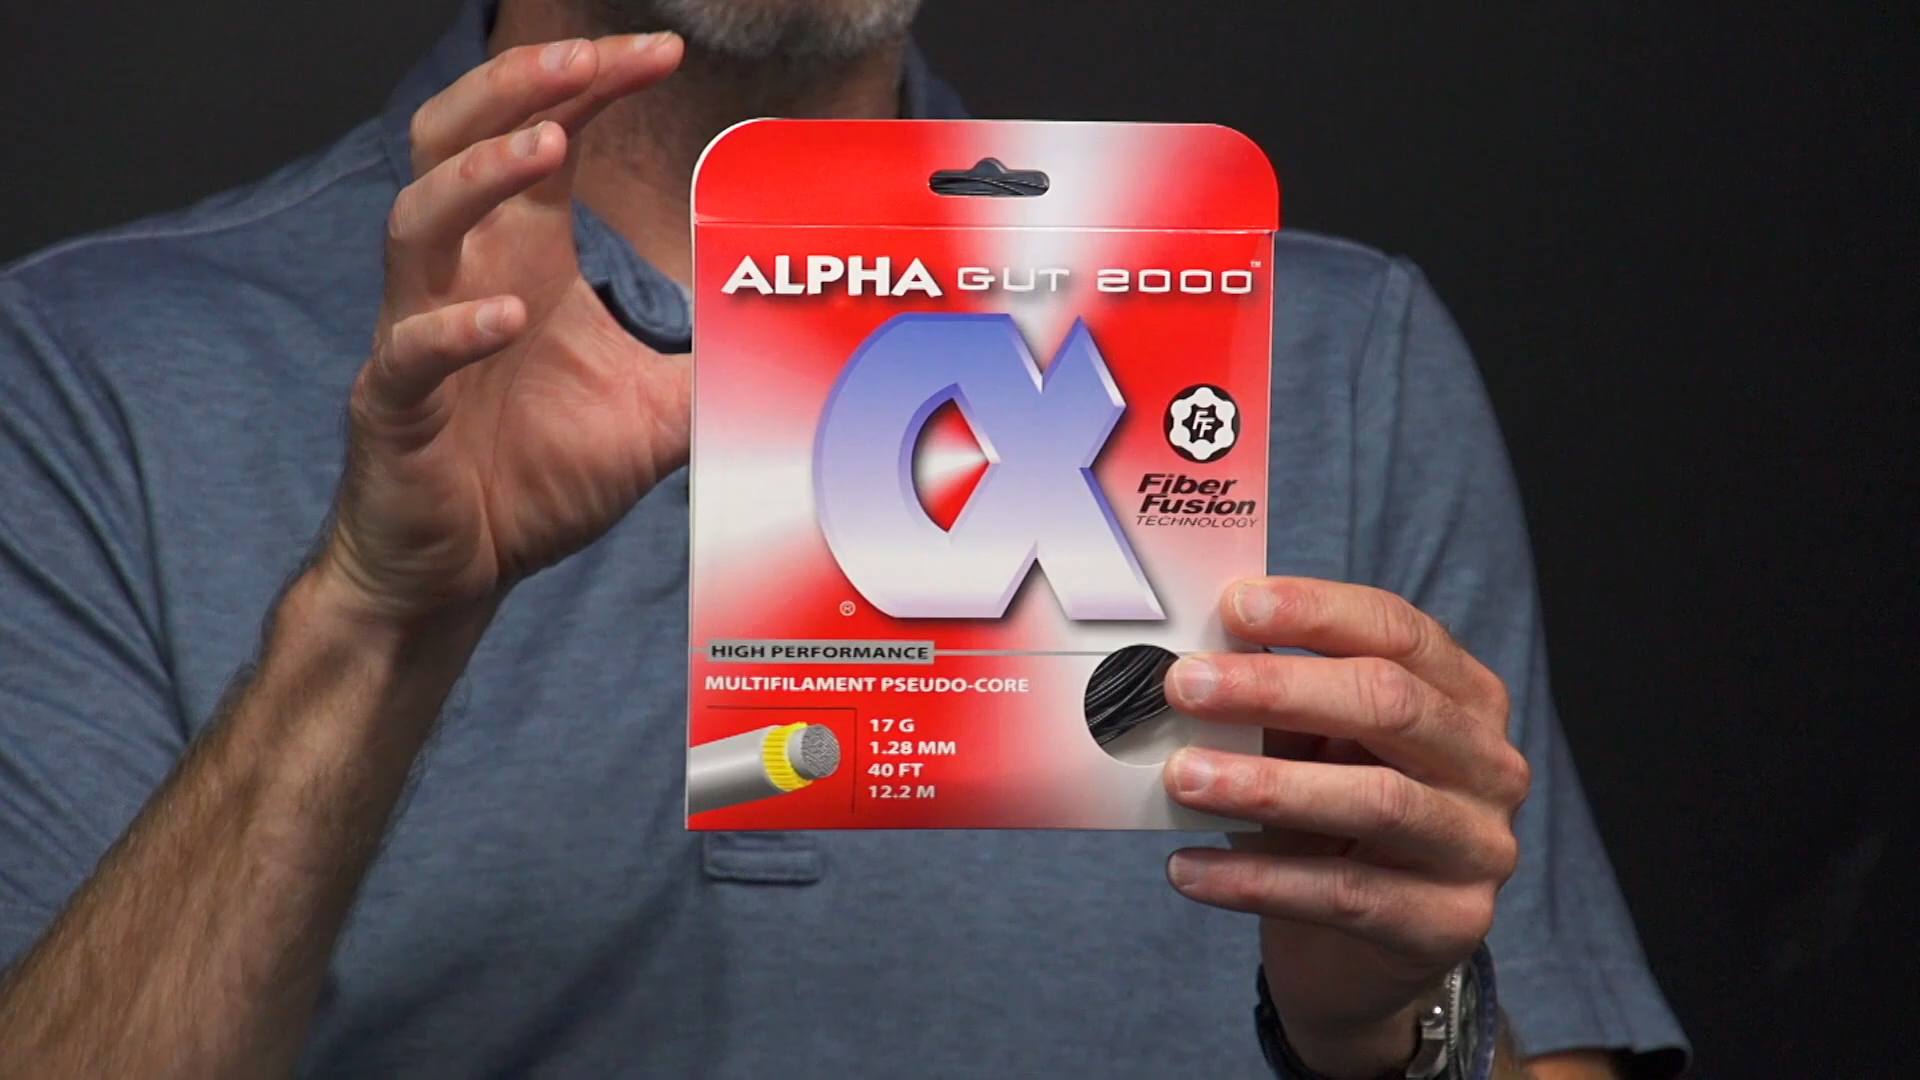 ALPHA GUT 2000™
FF
Fiber
Fusion
TECHNOLOGY
®
HIGH PERFORMANCE
MULTIFILAMENT PSEUDO-CORE
17 G
1.28 MM
40 FT
12.2 M